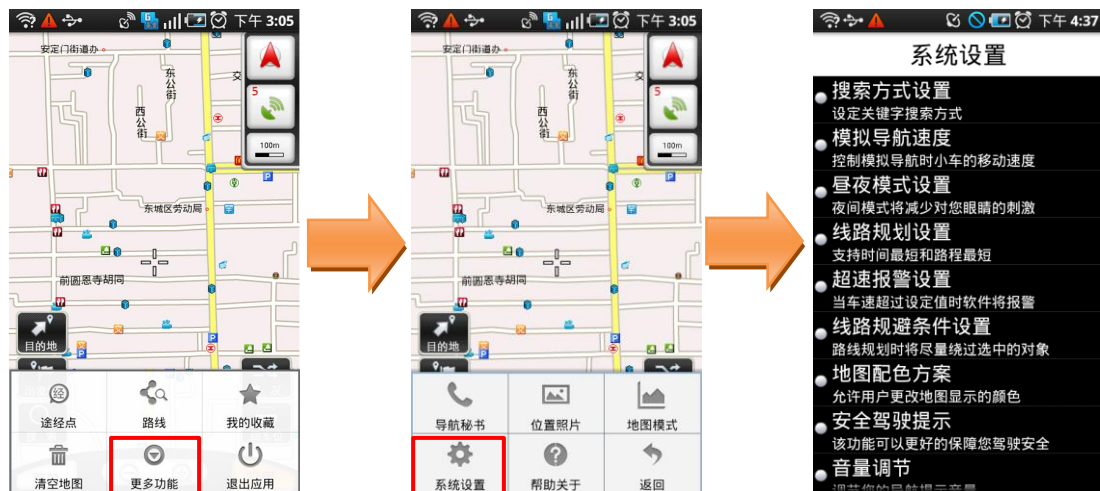 下午 3:05
安定门街道办
东公街
交
西公街
5
100m
东城区劳动局
前圆恩寺胡同
目的地
途经点
路线
我的收藏
清空地图
更多功能
退出应用
下午 3:05
安定门街道办
东公街
交
西公街
5
100m
东城区劳动局
前圆恩寺胡同
目的地
导航秘书
位置照片
地图模式
系统设置
帮助关于
返回
下午 4:37
系统设置
搜索方式设置
设定关键字搜索方式
模拟导航速度
控制模拟导航时小车的移动速度
昼夜模式设置
夜间模式将减少对您眼睛的刺激
线路规划设置
支持时间最短和路程最短
超速报警设置
当车速超过设定值时软件将报警
线路规避条件设置
路线规划时将尽量绕过选中的对象
地图配色方案
允许用户更改地图显示的颜色
安全驾驶提示
该功能可以更好的保障您驾驶安全
音量调节
调节您的导航提示音量